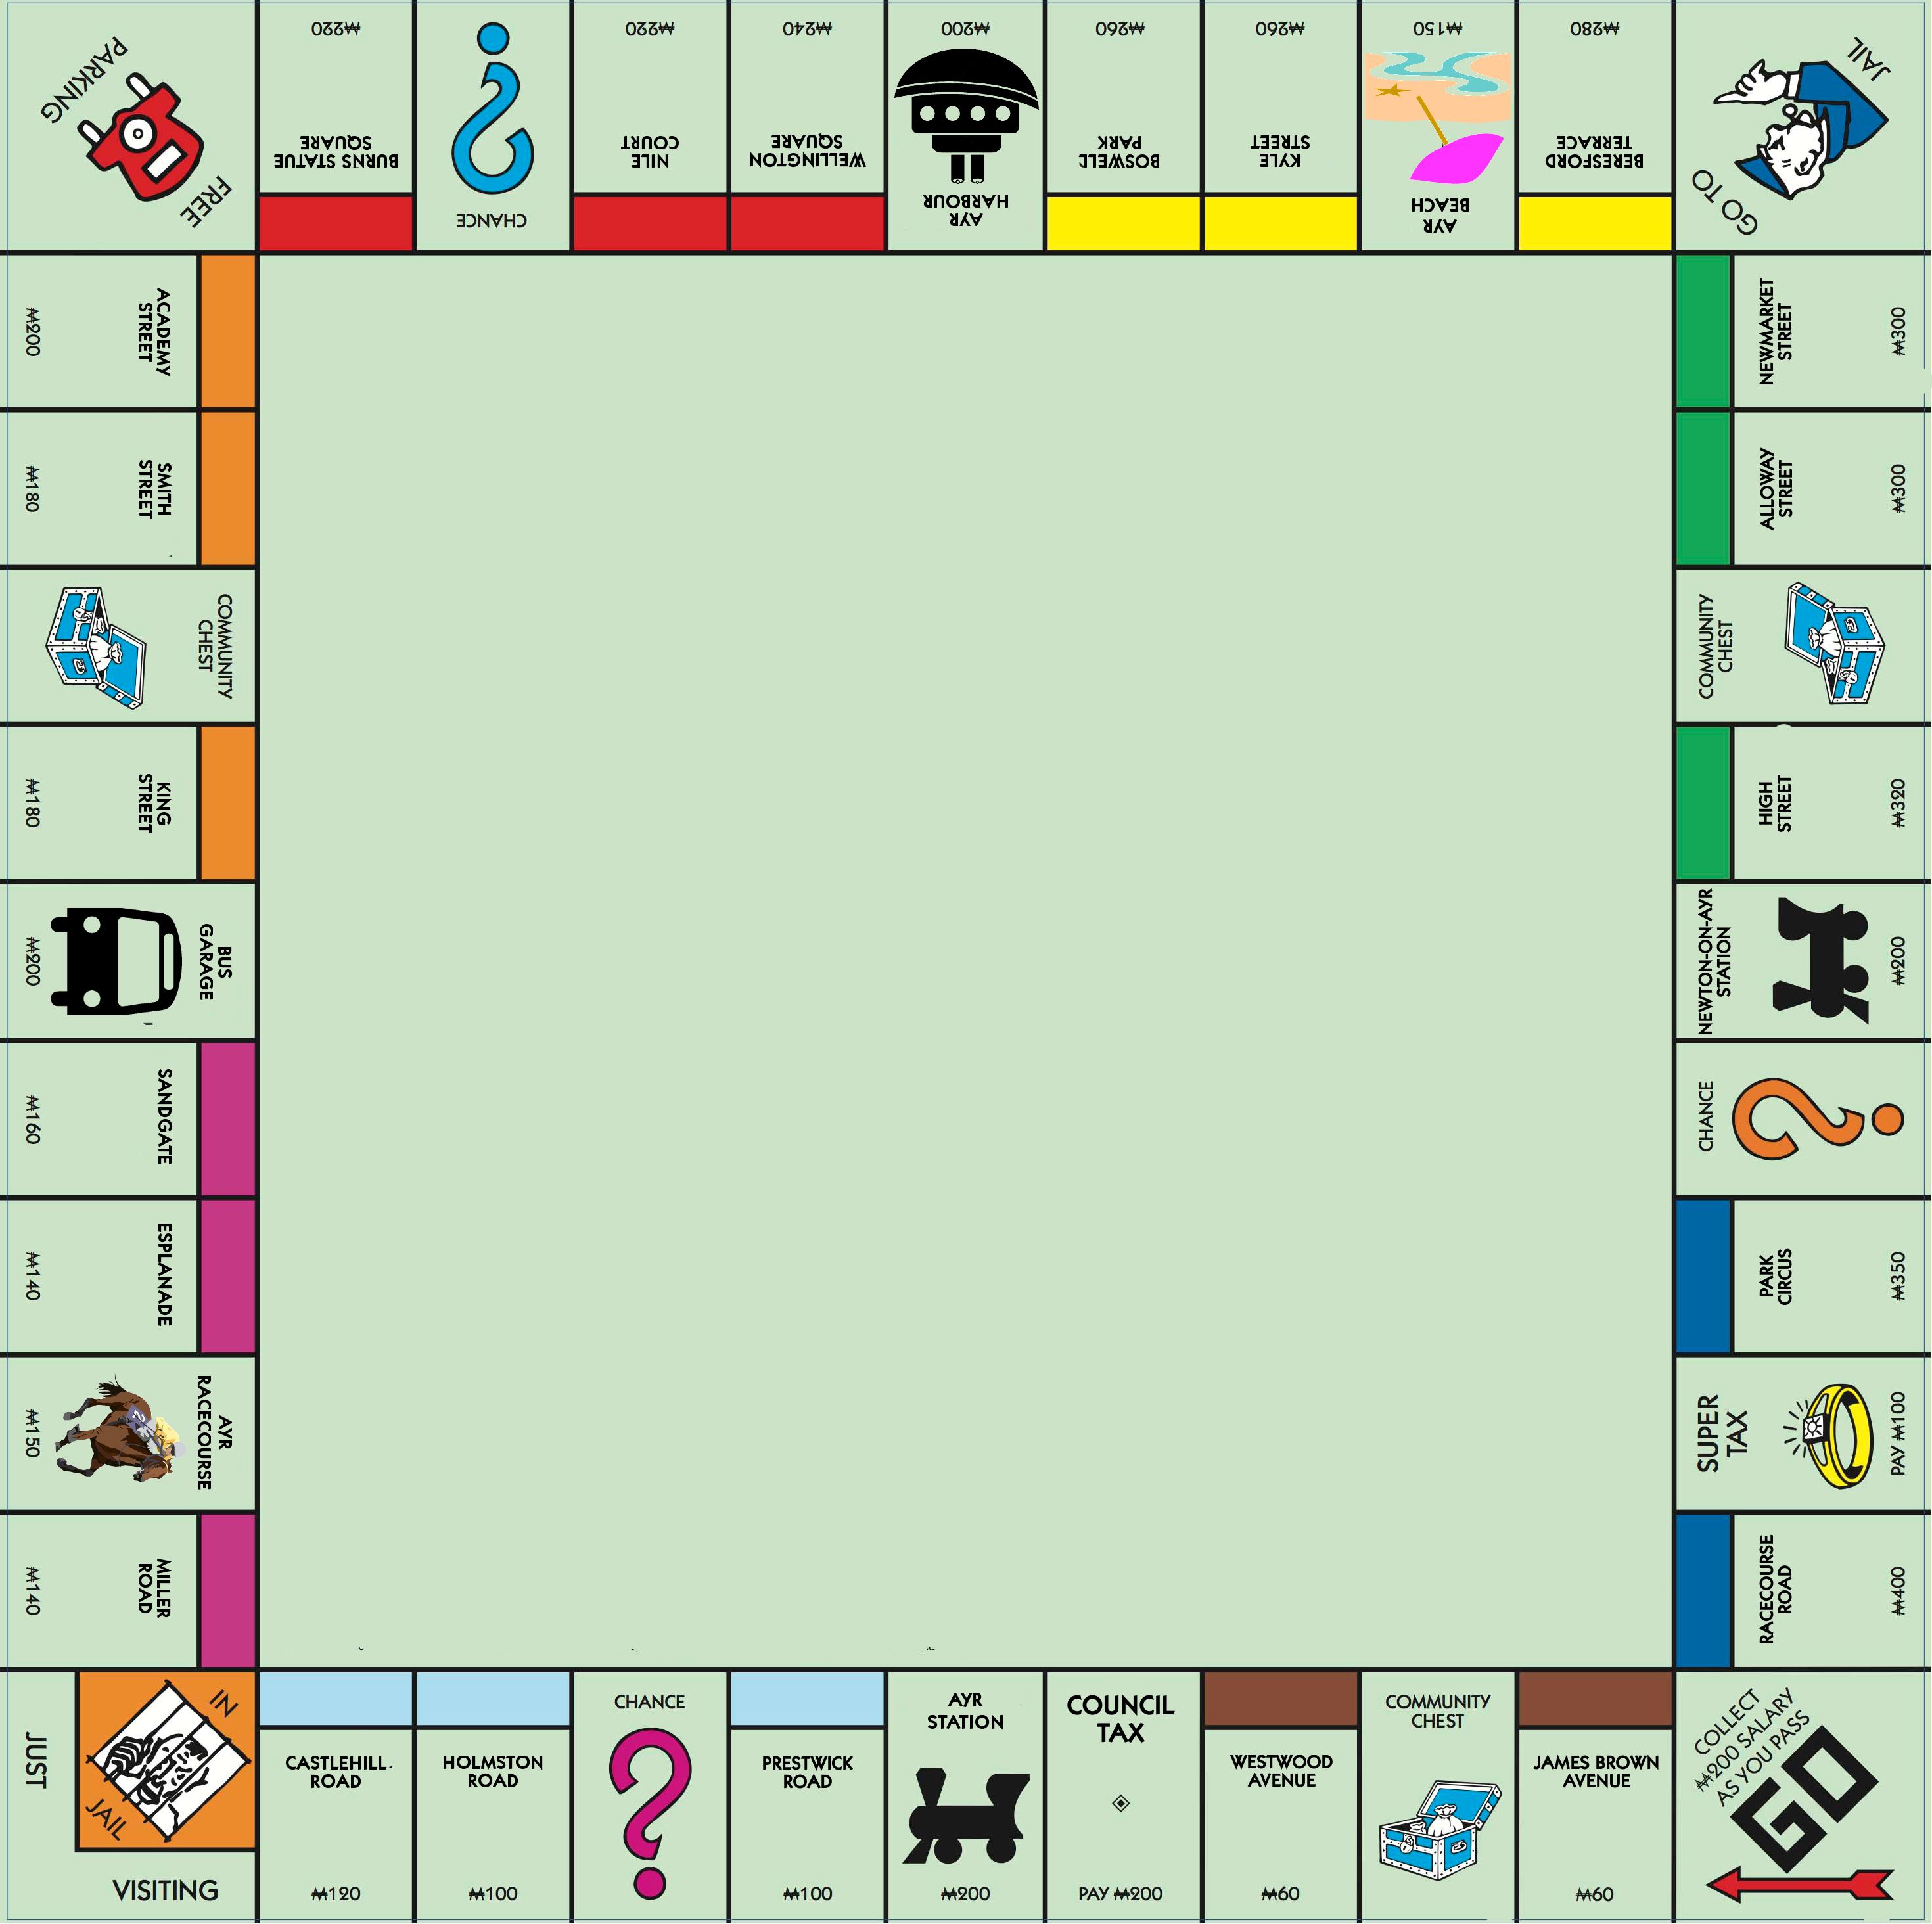 COLLECT
₩200 SALARY
AS YOU PASS
GO
JAMES BROWN
AVENUE
₩60
COMMUNITY
CHEST
WESTWOOD
AVENUE
₩60
COUNCIL
TAX
PAY ₩200
AYR
STATION
₩200
PRESTWICK
ROAD
₩100
CHANCE
?
HOLMSTON
ROAD
₩100
CASTLEHILL
ROAD
₩120
IN
JAIL
JUST
VISITING
MILLER
ROAD
₩140
AYR
RACECOURSE
₩150
ESPLANADE
₩140
SANDGATE
₩160
BUS
GARAGE
₩200
KING
STREET
₩180
COMMUNITY
CHEST
SMITH
STREET
₩180
ACADEMY
STREET
₩200
FREE
PARKING
BURNS STATUE
SQUARE
₩220
CHANCE
?
NILE
COURT
₩220
WELLINGTON
SQUARE
₩240
AYR
HARBOUR
₩200
BOSWELL
PARK
₩260
KYLE
STREET
₩260
AYR
BEACH
₩150
BERESFORD
TERRACE
₩280
GO TO
JAIL
NEWMARKET
STREET
₩300
ALLOWAY
STREET
₩300
COMMUNITY
CHEST
HIGH
STREET
₩320
NEWTON-ON-AYR
STATION
₩200
CHANCE
?
PARK
CIRCUS
₩350
SUPER
TAX
PAY ₩100
RACECOURSE
ROAD
₩400